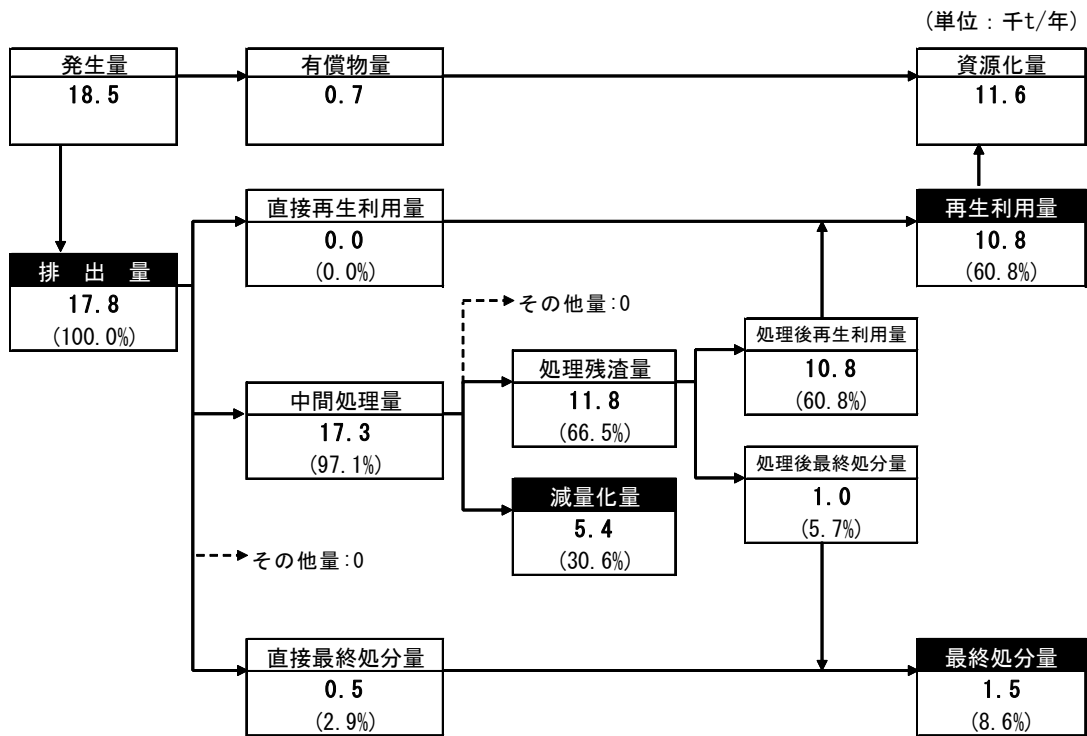 (単位：千t/年)
発生量
18.5
有償物量
0.7
資源化量
11.6
直接再生利用量
0.0
(0.0%)
再生利用量
10.8
(60.8%)
排 出 量
17.8
(100.0%)
その他量:0
中間処理量
17.3
(97.1%)
処理残渣量
11.8
(66.5%)
処理後再生利用量
10.8
(60.8%)
処理後最終処分量
1.0
(5.7%)
減量化量
5.4
(30.6%)
その他量:0
直接最終処分量
0.5
(2.9%)
最終処分量
1.5
(8.6%)